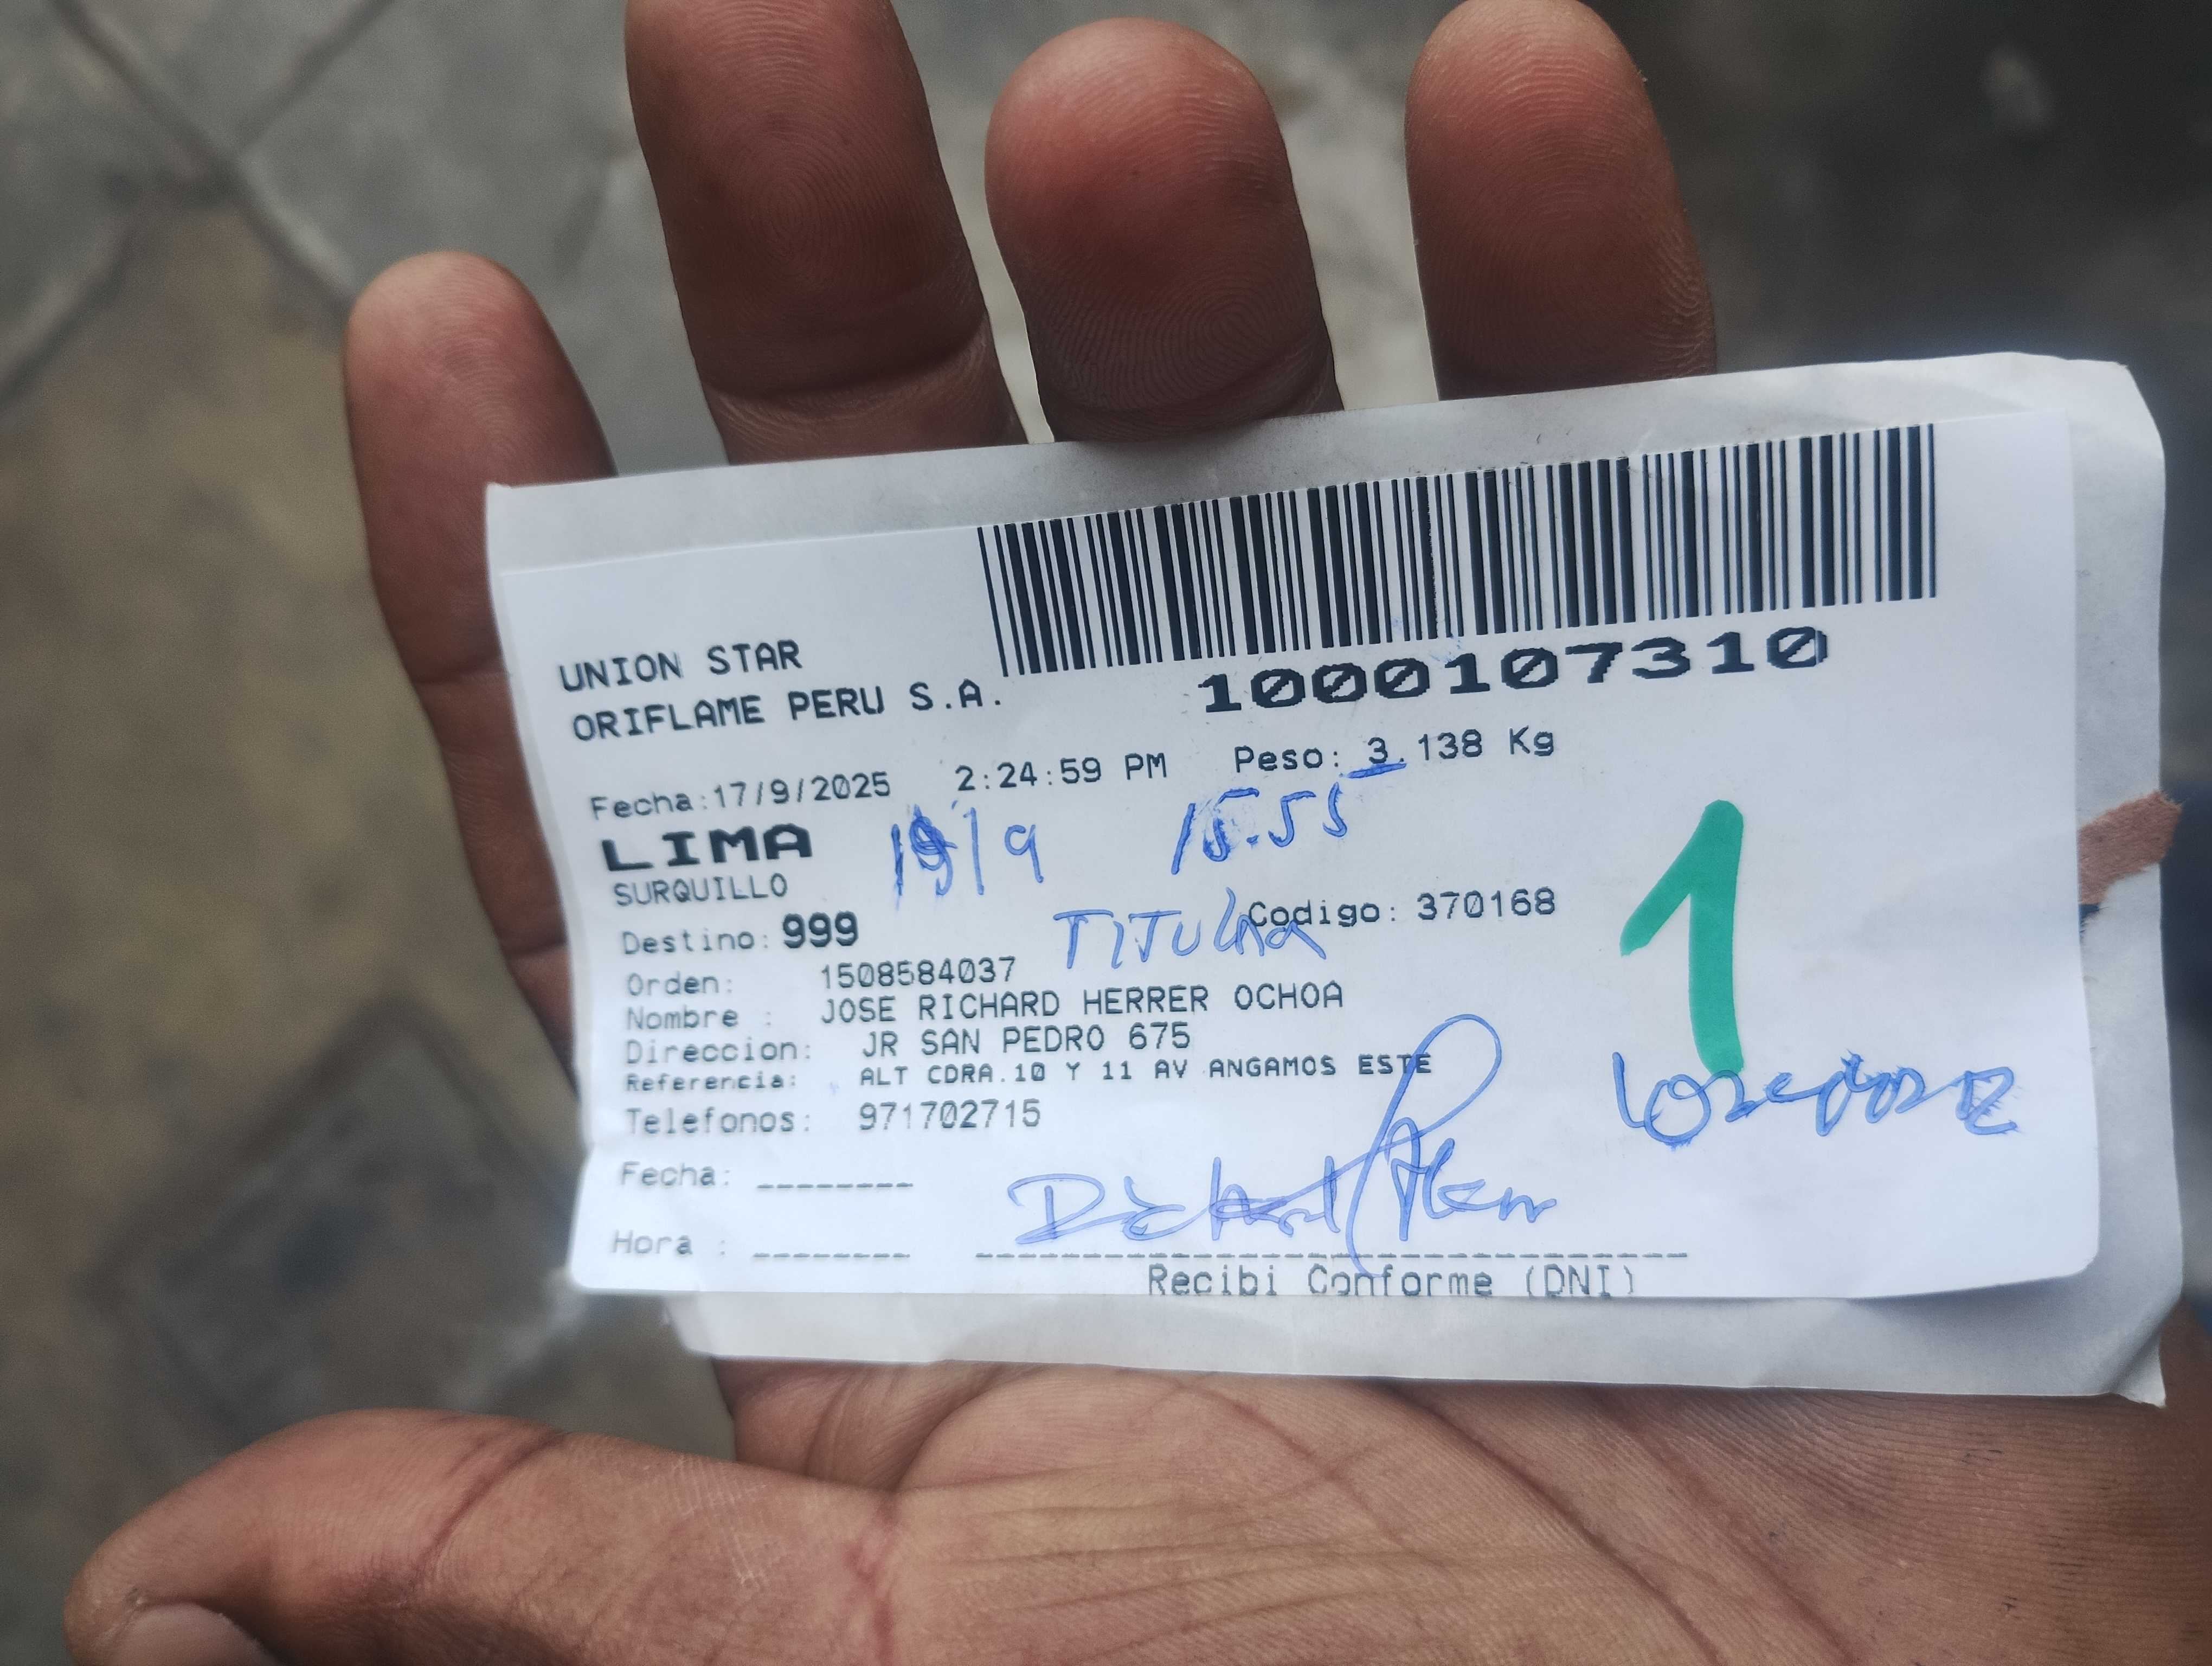 1000107310
UNION STAR
ORIFLAME PERU S.A.
Fecha:17/9/2025 2:24:59 PM Peso: 3.138 Kg
LIMA 19/9 15.55
SURQUILLO
Destino: 999 TITULAR Codigo: 370168
1
Orden: 1508584037
Nombre : JOSE RICHARD HERRER OCHOA
Direccion: JR SAN PEDRO 675
Referencia: ALT CDRA.10 Y 11 AV ANGAMOS ESTE
Telefonos: 971702715
Fecha: --------
Hora : --------
Recibi Conforme (DNI)